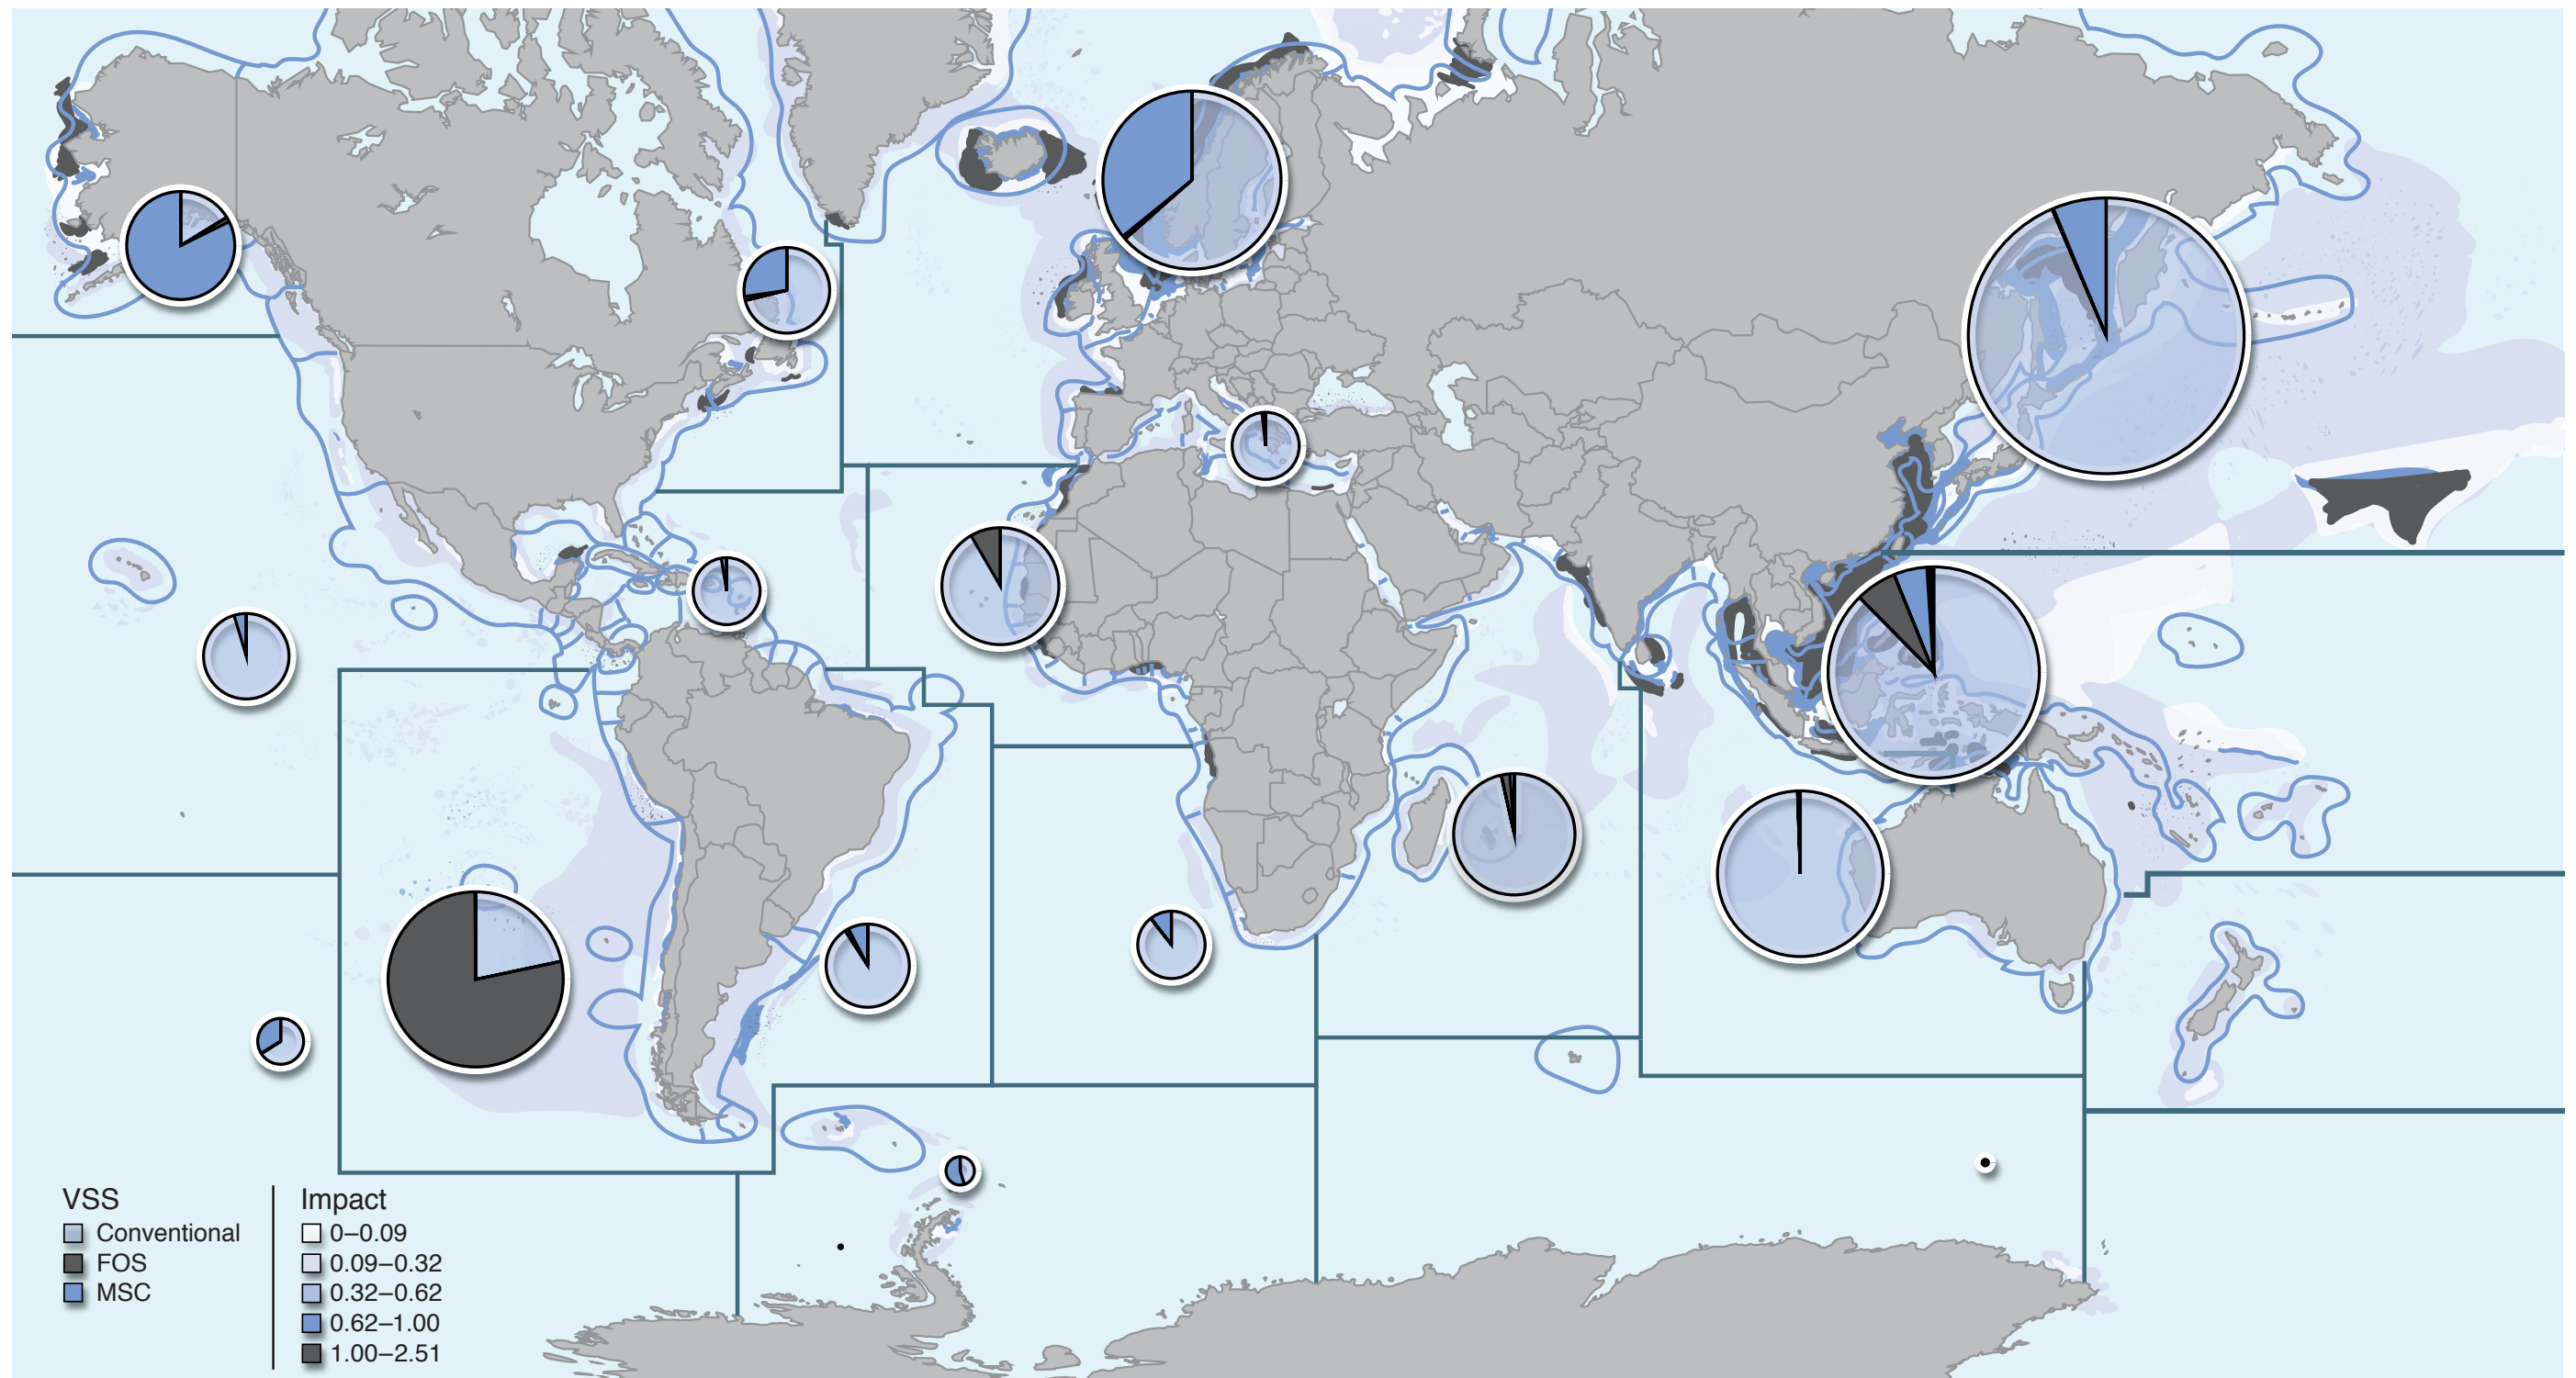 VSS
Conventional
FOS
MSC
Impact
0–0.09
0.09–0.32
0.32–0.62
0.62–1.00
1.00–2.51